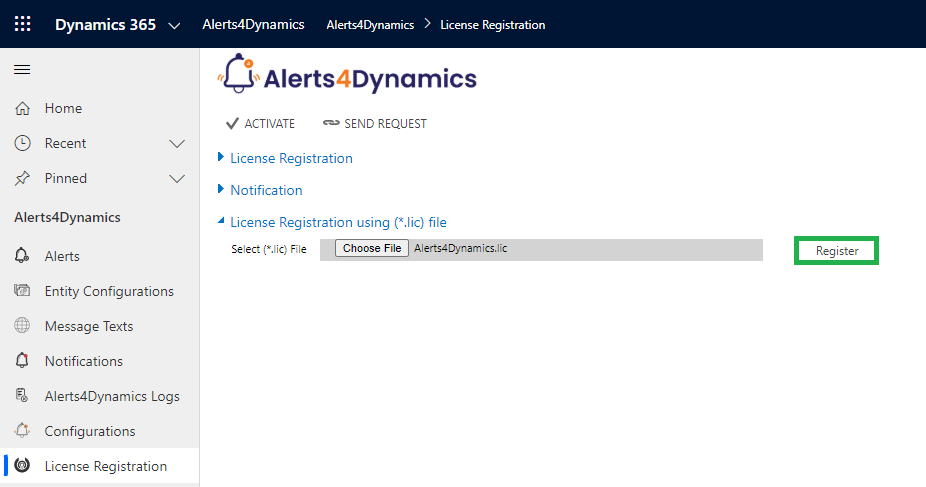 Dynamics 365 Alerts4Dynamics Alerts4Dynamics > License Registration
Alerts4Dynamics
ACTIVATE SEND REQUEST
Home
Recent
Pinned
Alerts4Dynamics
Alerts
Entity Configurations
Message Texts
Notifications
Alerts4Dynamics Logs
Configurations
License Registration
License Registration
Notification
License Registration using (*.lic) file
Select (*.lic) File Choose File Alerts4Dynamics.lic Register